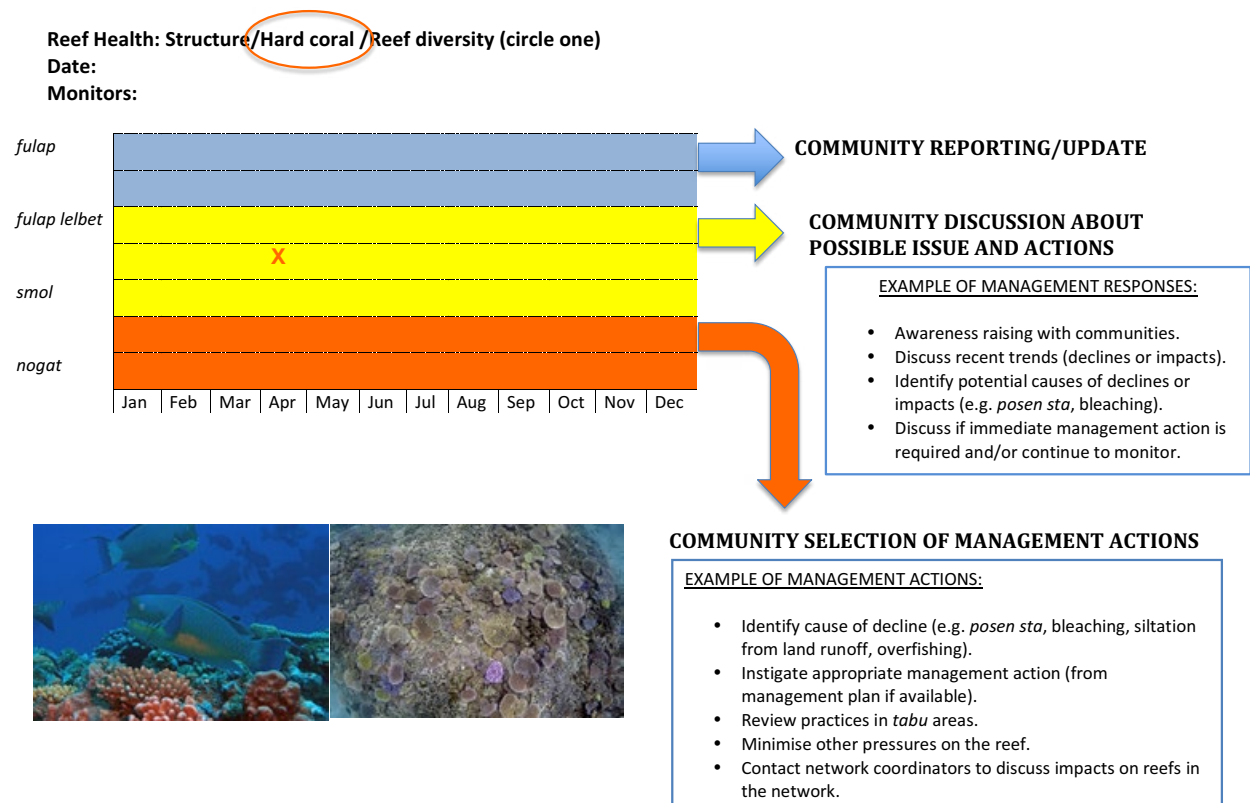 Reef Health: Structure/Hard coral /Reef diversity (circle one)
Date:
Monitors:
fulap
fulap lelbet
X
smol
nogat
Jan Feb Mar Apr May Jun Jul Aug Sep Oct Nov Dec
COMMUNITY REPORTING/UPDATE
COMMUNITY DISCUSSION ABOUT
POSSIBLE ISSUE AND ACTIONS
EXAMPLE OF MANAGEMENT RESPONSES:
• Awareness raising with communities.
• Discuss recent trends (declines or impacts).
• Identify potential causes of declines or
impacts (e.g. posen sta, bleaching).
• Discuss if immediate management action is
required and/or continue to monitor.
COMMUNITY SELECTION OF MANAGEMENT ACTIONS
EXAMPLE OF MANAGEMENT ACTIONS:
• Identify cause of decline (e.g. posen sta, bleaching, siltation
from land runoff, overfishing).
• Instigate appropriate management action (from
management plan if available).
• Review practices in tabu areas.
• Minimise other pressures on the reef.
• Contact network coordinators to discuss impacts on reefs in
the network.